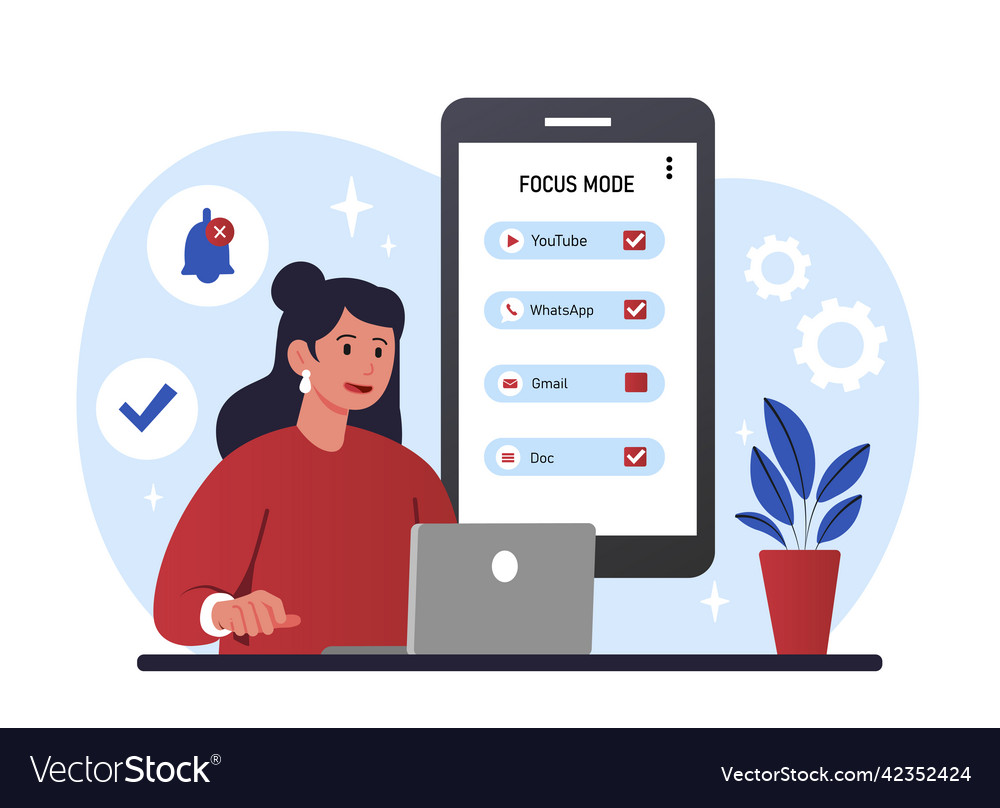 FOCUS MODE
YouTube
WhatsApp
Gmail
Doc
VectorStock®
VectorStock.com/42352424